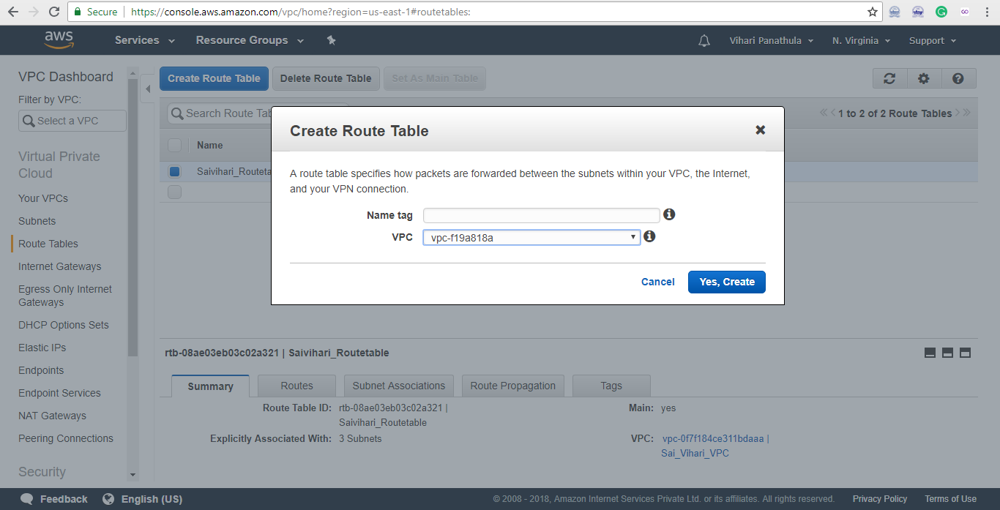 Secure https://console.aws.amazon.com/vpc/home?region=us-east-1#routetables:
aws Services Resource Groups Vihari Panathula N. Virginia Support
VPC Dashboard
Filter by VPC:
Select a VPC
Virtual Private
Cloud
Your VPCs
Subnets
Route Tables
Internet Gateways
Egress Only Internet
Gateways
DHCP Options Sets
Elastic IPs
Endpoints
Endpoint Services
NAT Gateways
Peering Connections
Security
Create Route Table Delete Route Table Set As Main Table
Search Route Tab 1 to 2 of 2 Route Tables
Name
Saivihari_Routeta
Create Route Table
A route table specifies how packets are forwarded between the subnets within your VPC, the Internet,
and your VPN connection.
Name tag
VPC vpc-f19a818a
Cancel Yes, Create
rtb-08ae03eb03c02a321 | Saivihari_Routetable
Summary Routes Subnet Associations Route Propagation Tags
Route Table ID: rtb-08ae03eb03c02a321 | Main: yes
Saivihari_Routetable
Explicitly Associated With: 3 Subnets VPC: vpc-0f7f184ce311bdaaa |
Sai_Vihari_VPC
Feedback English (US) © 2008 - 2018, Amazon Internet Services Private Ltd. or its affiliates. All rights reserved. Privacy Policy Terms of Use